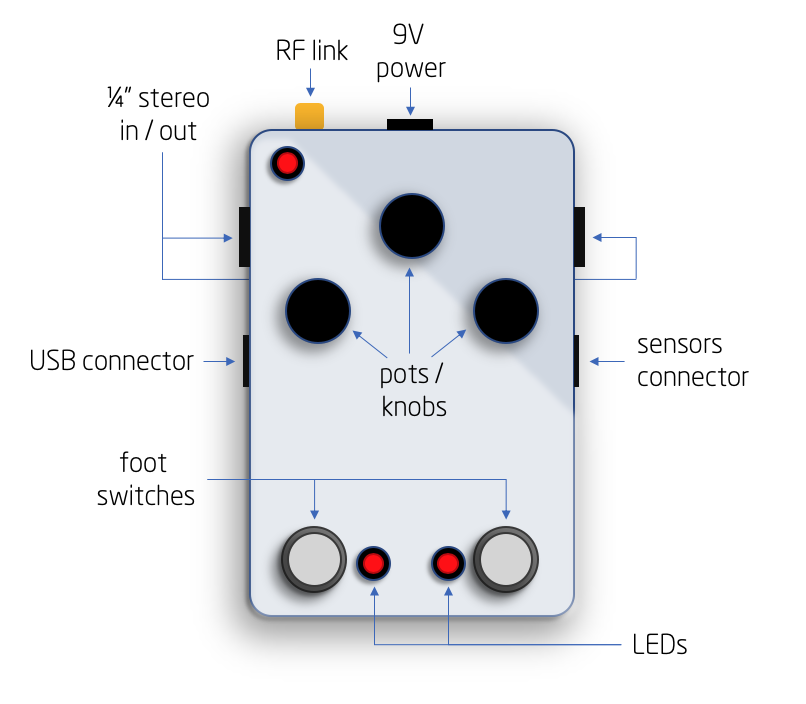 RF link
9V
power
¼" stereo
in / out
USB connector
sensors
connector
pots /
knobs
foot
switches
LEDs